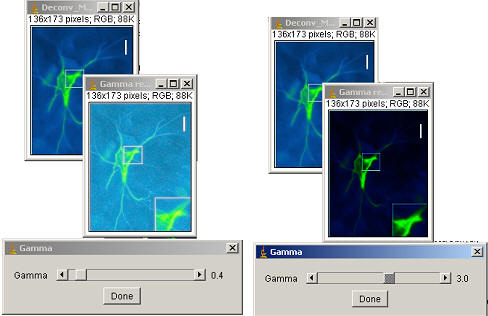 Deconv_M...
136x173 pixels; RGB; 88K
Gamma re...
136x173 pixels; RGB; 88K
Gamma
Gamma 0.4
Done
Deconv_M...
136x173 pixels; RGB; 88K
Gamma re...
136x173 pixels; RGB; 88K
Gamma
Gamma 3.0
Done